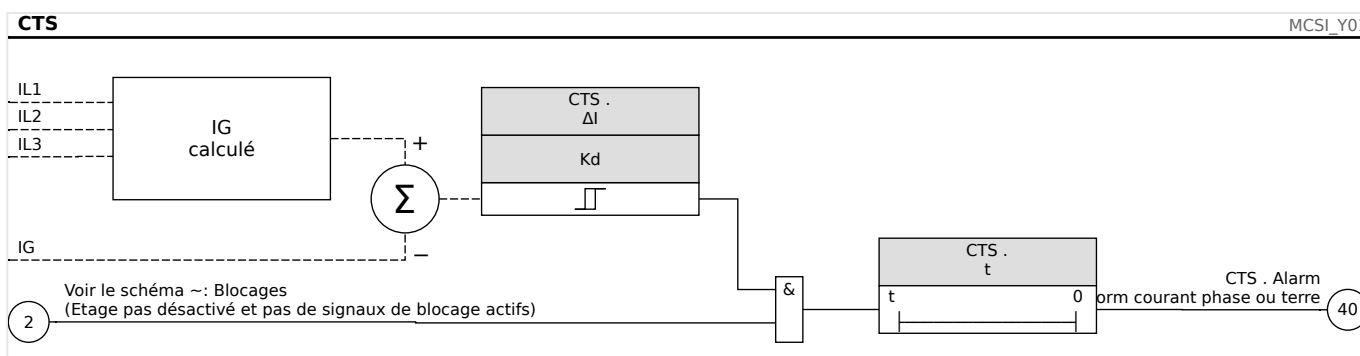 CTS
MCSI_Y01
IL1
IL2
IL3
IG
calculé
+
Σ
−
IG
CTS .
ΔI
Kd
Voir le schéma ~: Blocages
(Etage pas désactivé et pas de signaux de blocage actifs)
2
&
CTS .
t
t
0
CTS . Alarm
orm courant phase ou terre
40